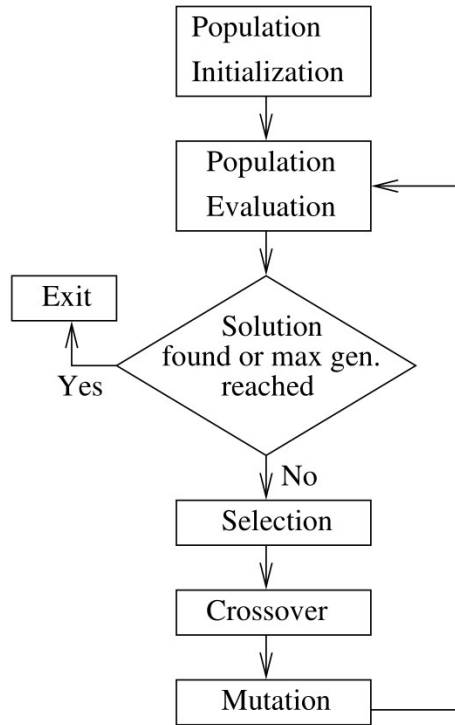 Population
Initialization
Population
Evaluation
Exit
Solution
found or max gen.
reached
Yes
No
Selection
Crossover
Mutation